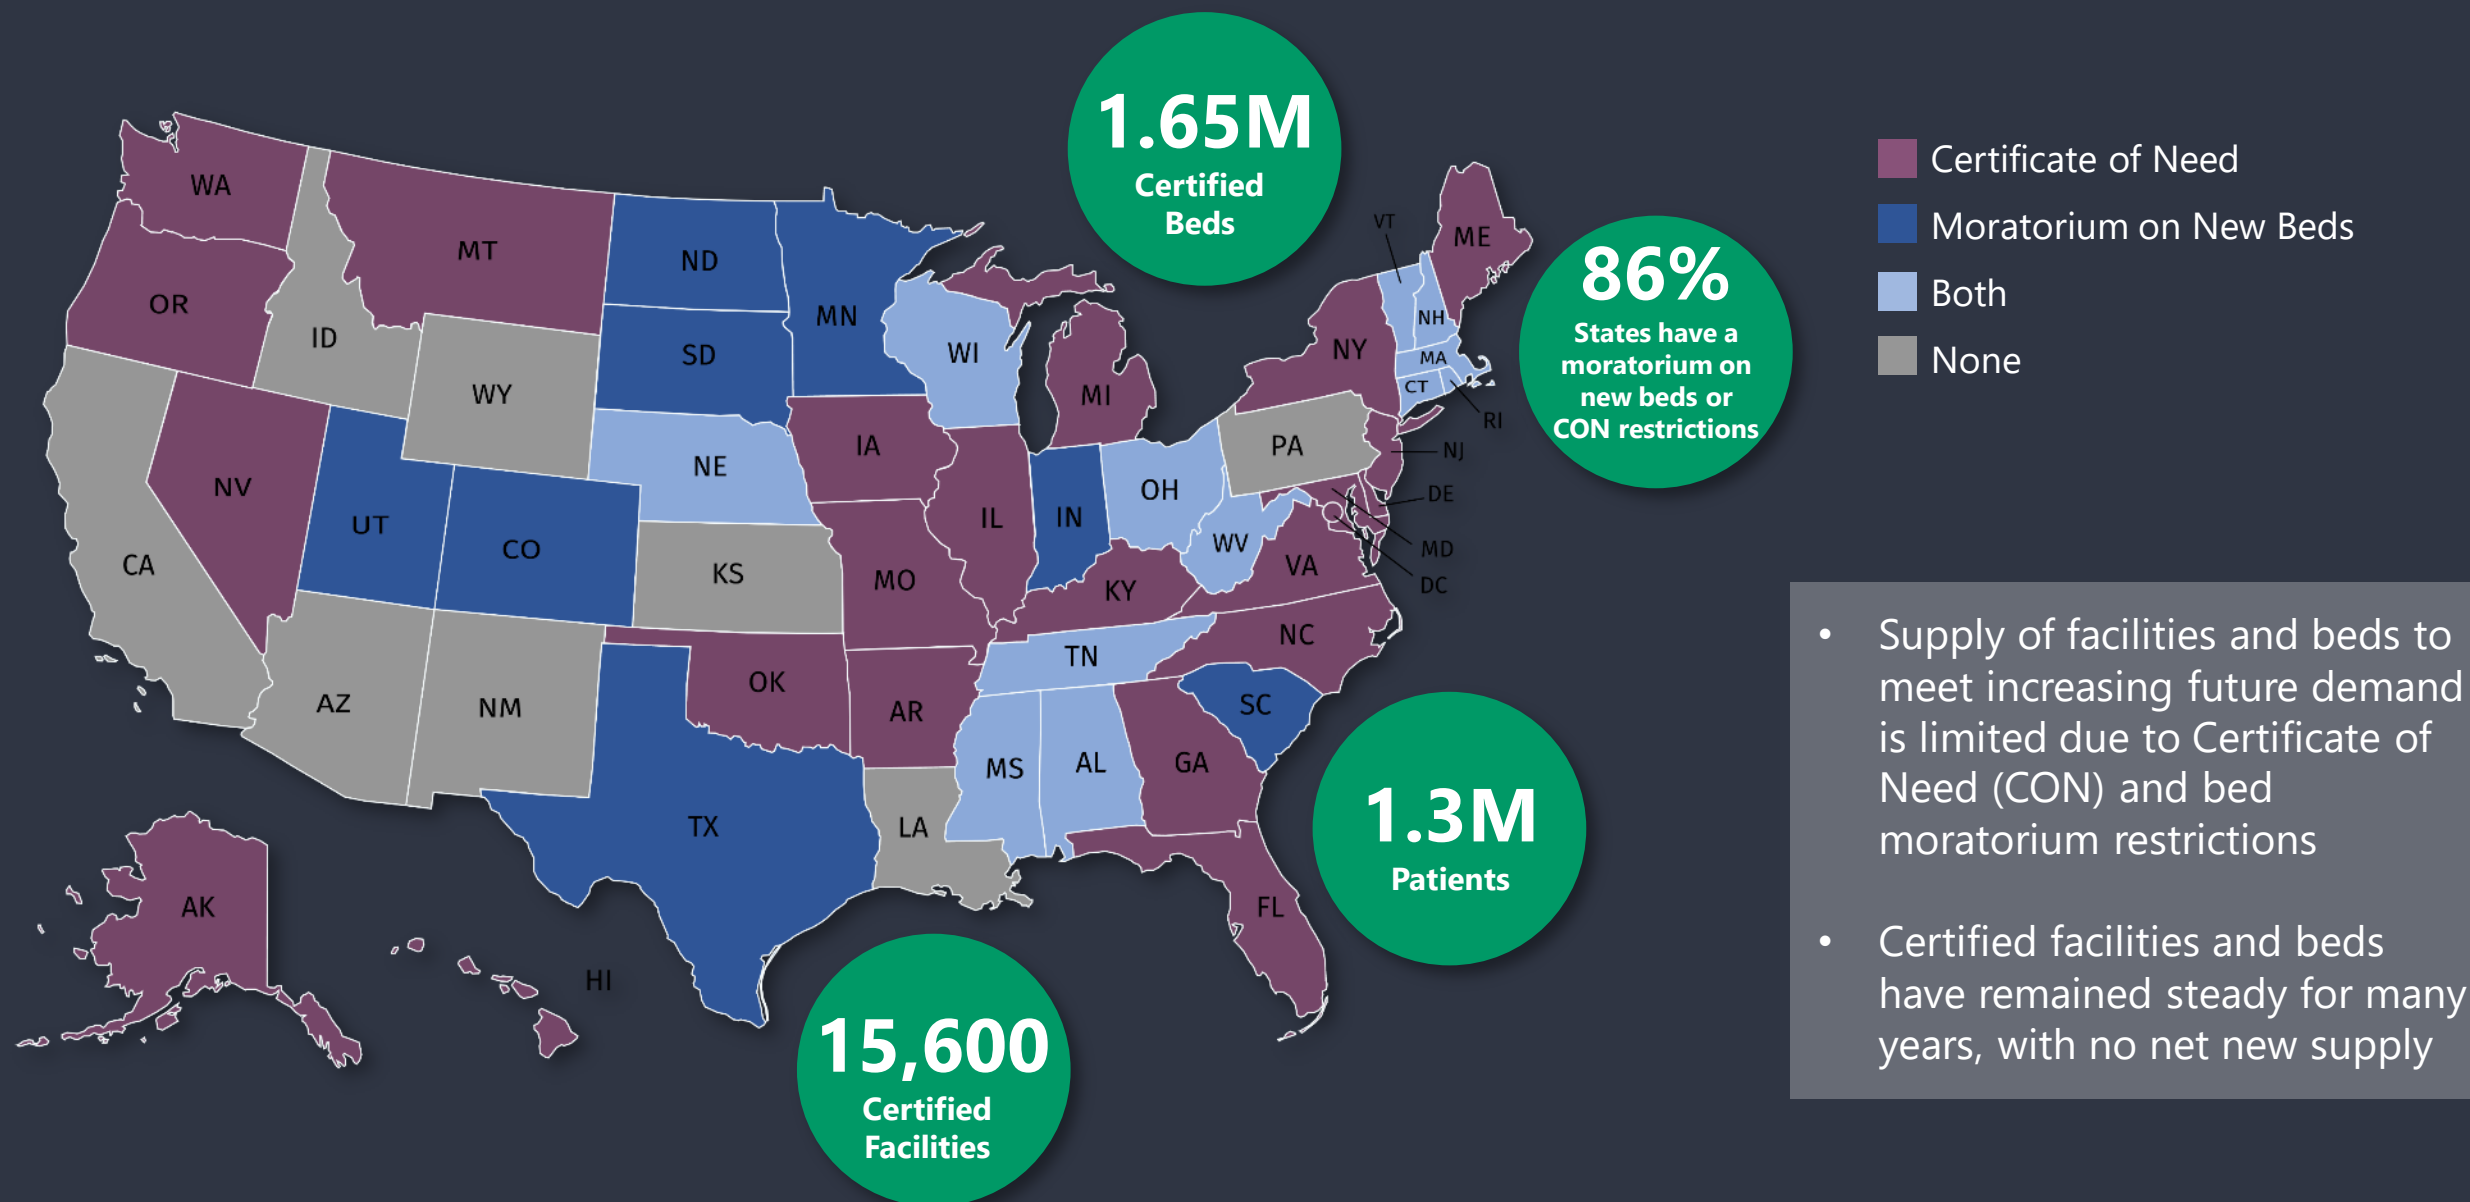 1.65M
Certified
Beds
86%
States have a
moratorium on
new beds or
CON restrictions
1.3M
Patients
15,600
Certified
Facilities
Certificate of Need
Moratorium on New Beds
Both
None
WA
OR
CA
NV
ID
MT
WY
UT
CO
AZ
NM
ND
SD
NE
KS
OK
TX
MN
IA
MO
AR
LA
WI
IL
MI
IN
OH
KY
TN
MS
AL
GA
FL
SC
NC
VA
WV
PA
NY
VT
NH
ME
MA
CT
RI
NJ
DE
MD
DC
AK
HI
• Supply of facilities and beds to
meet increasing future demand
is limited due to Certificate of
Need (CON) and bed
moratorium restrictions
• Certified facilities and beds
have remained steady for many
years, with no net new supply